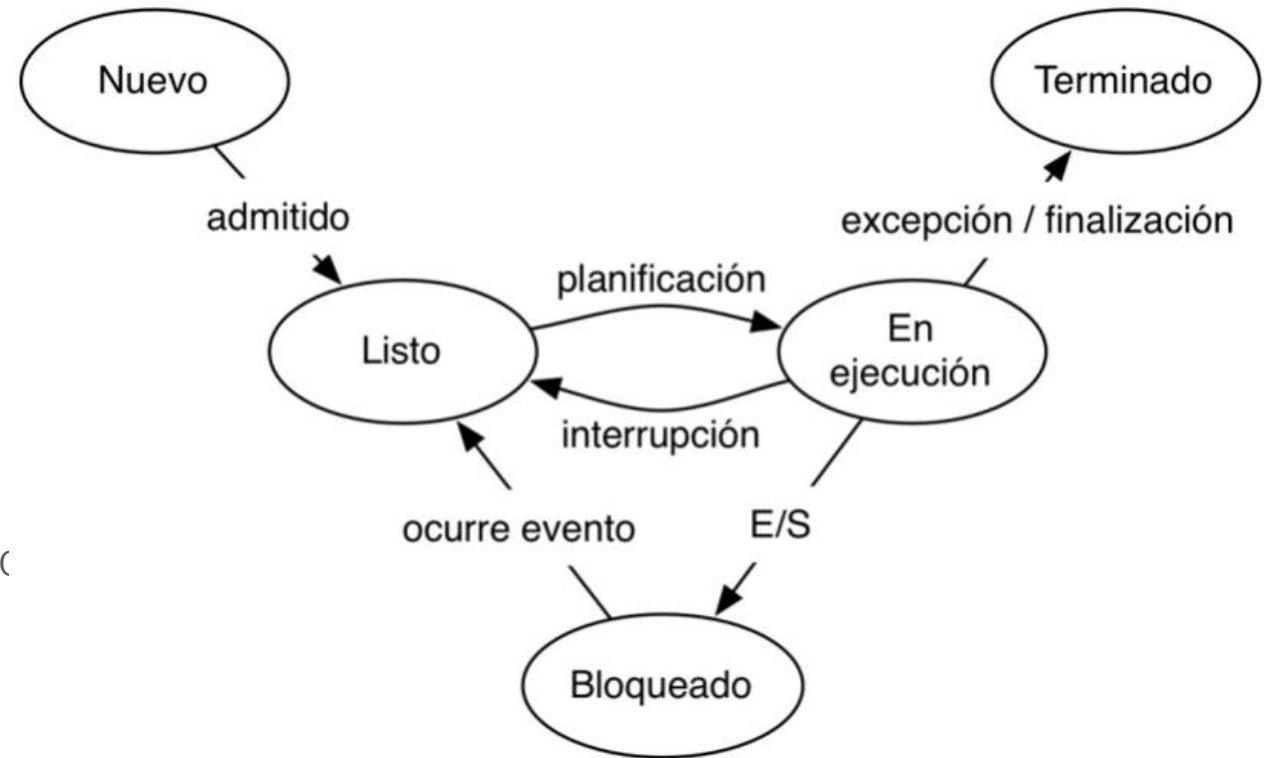 Nuevo
Terminado
admitido
excepción / finalización
planificación
Listo
En
ejecución
interrupción
ocurre evento
E/S
Bloqueado